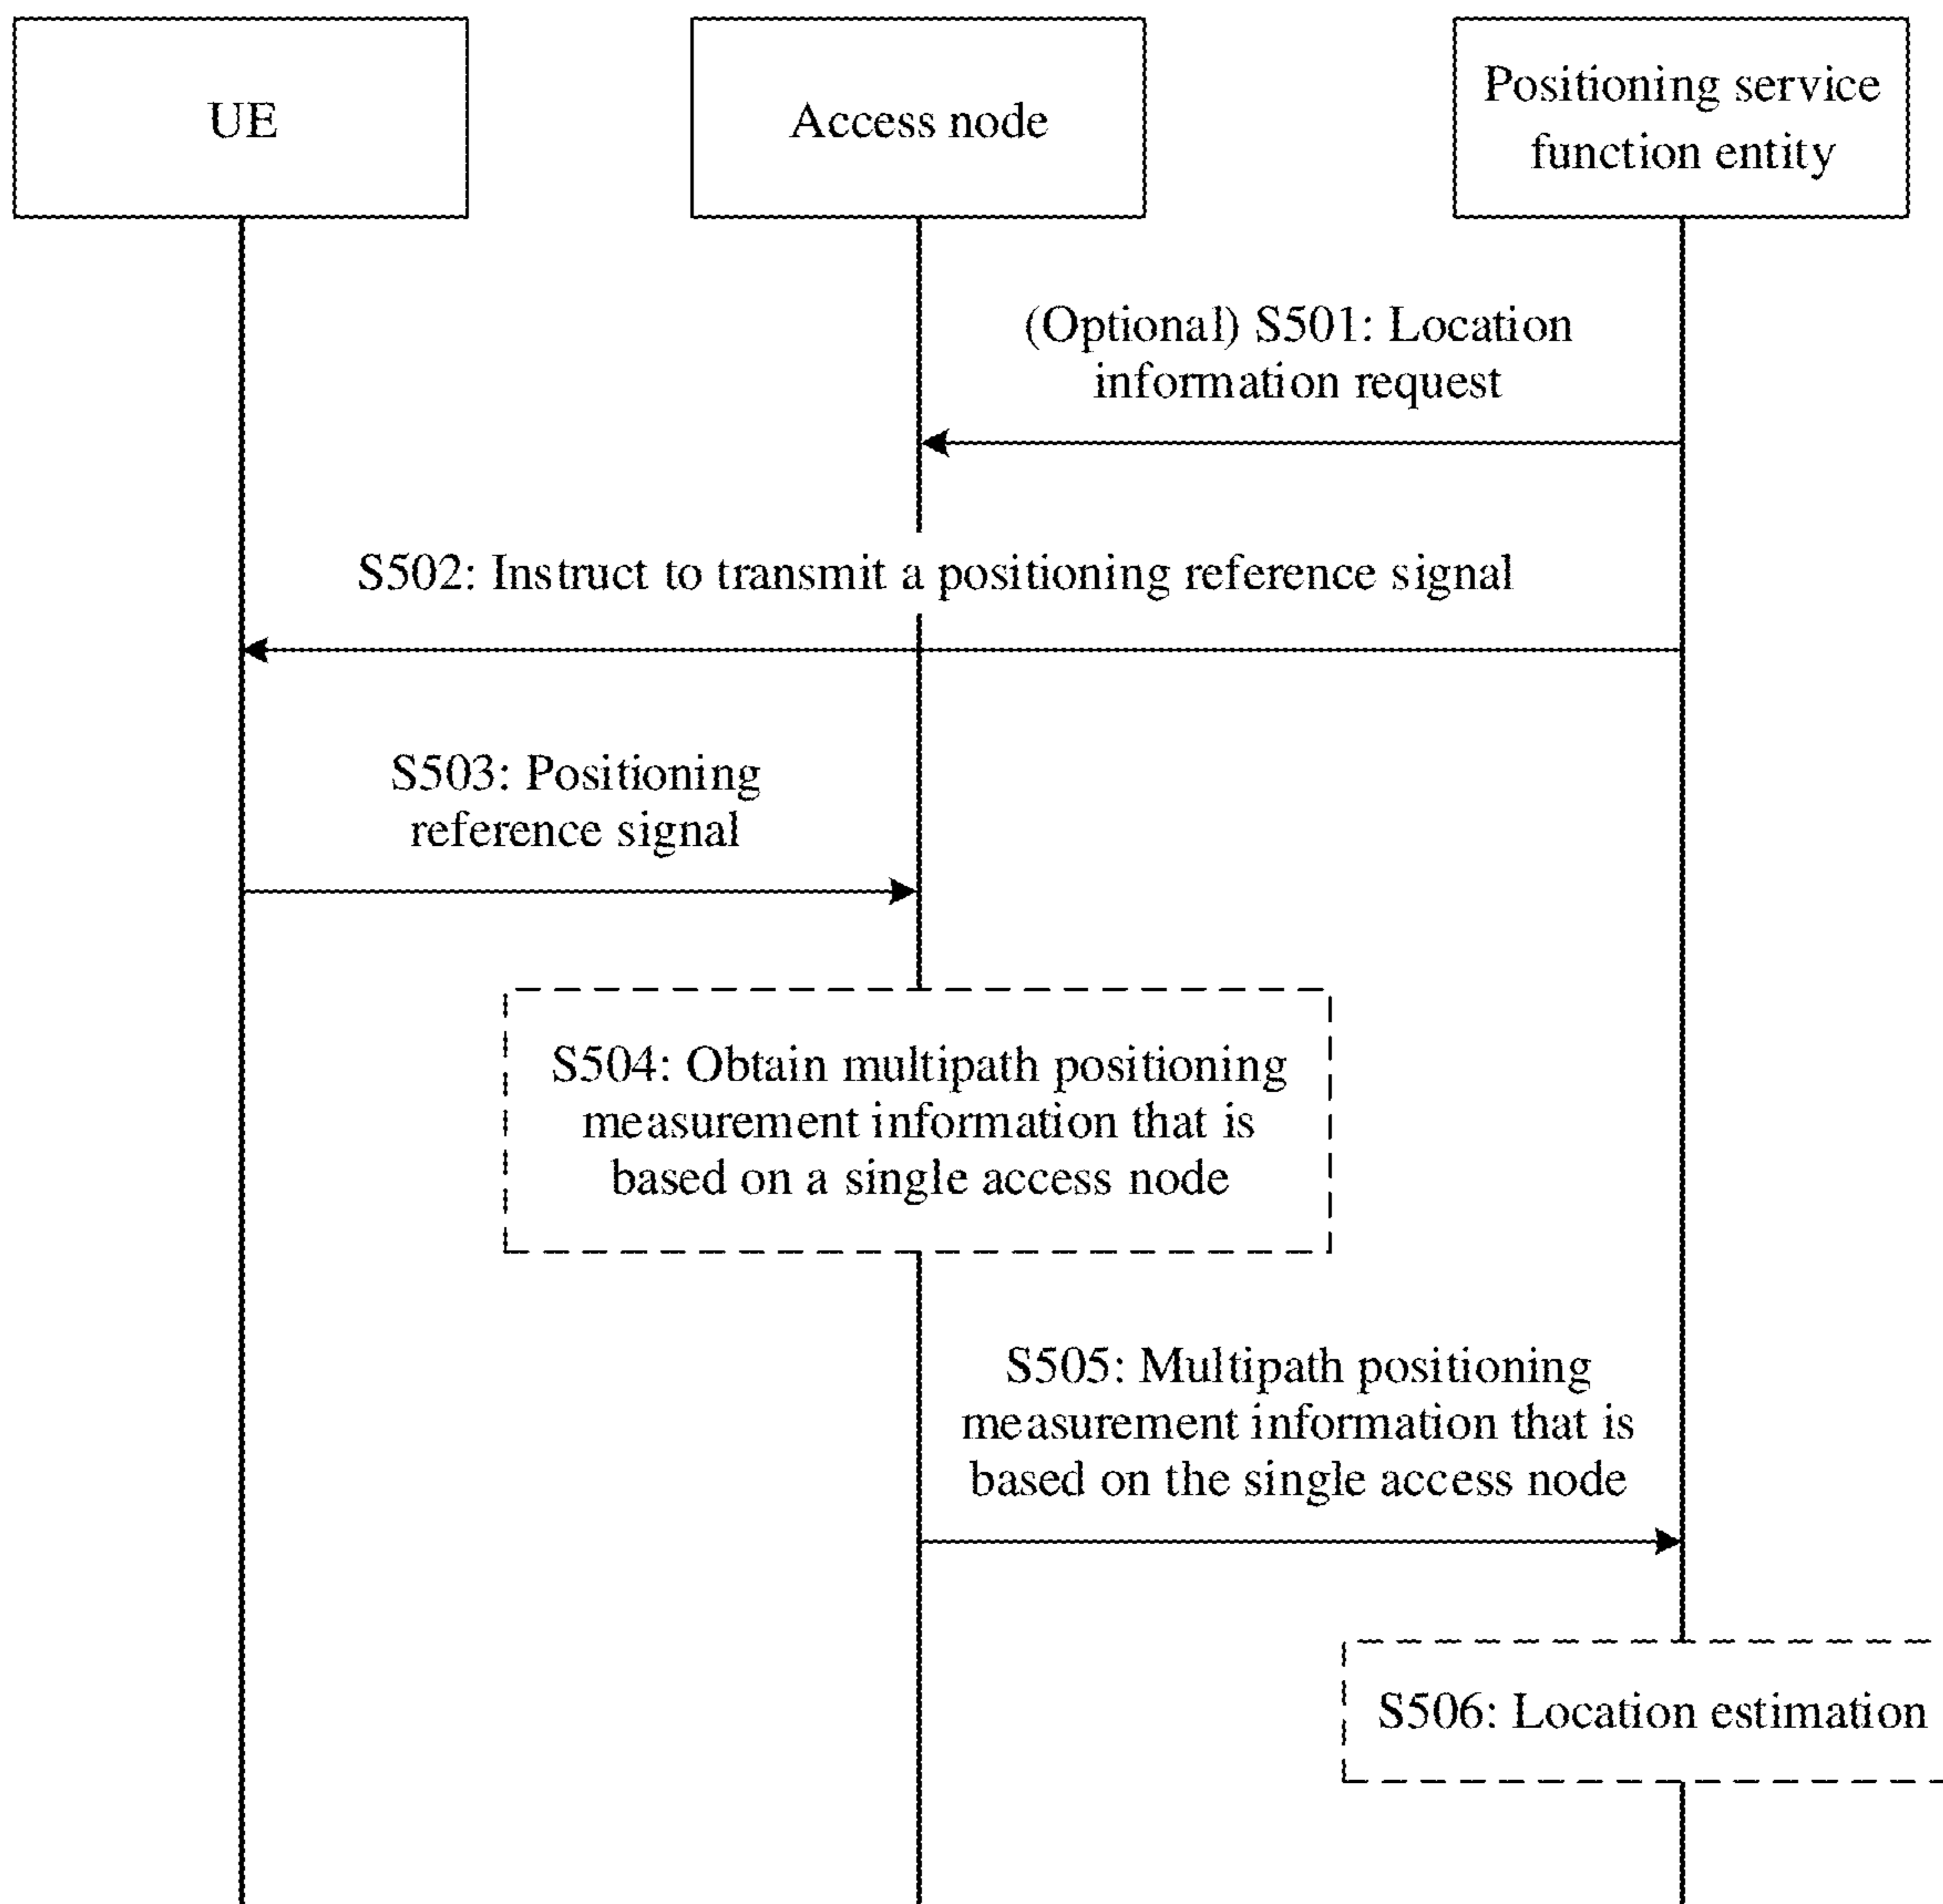 UE
Access node
Positioning service
function entity
(Optional) S501: Location
information request
S502: Instruct to transmit a positioning reference signal
S503: Positioning
reference signal
S504: Obtain multipath positioning
measurement information that is
based on a single access node
S505: Multipath positioning
measurement information that is
based on the single access node
S506: Location estimation